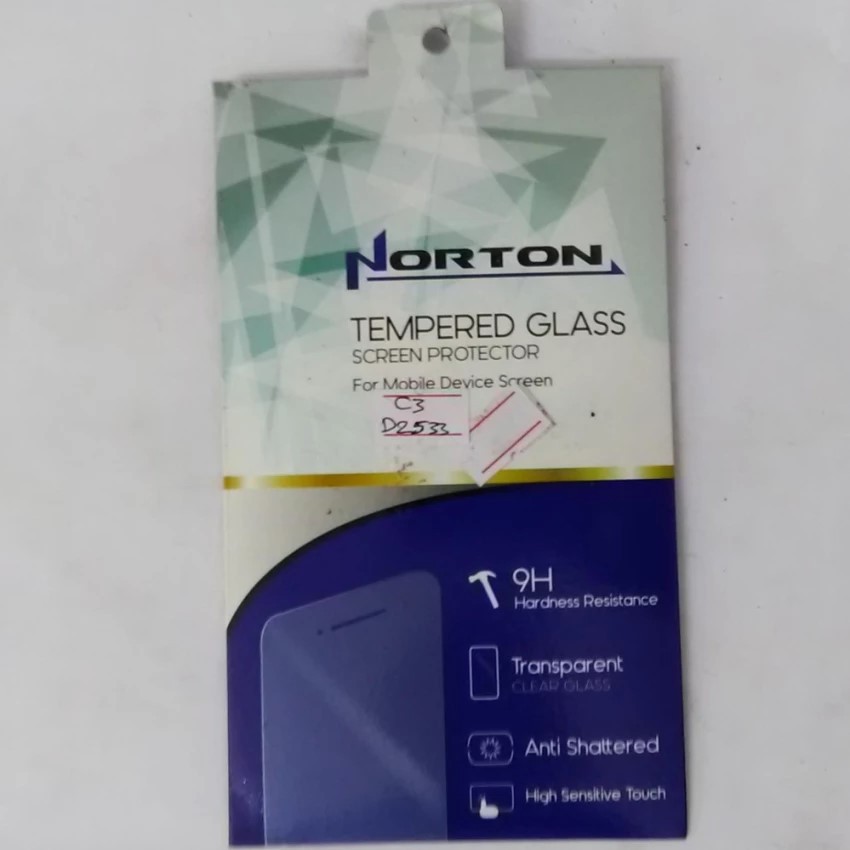 NORTON
TEMPERED GLASS
SCREEN PROTECTOR
For Mobile Device Screen
C3
D2533
9H
Hardness Resistance
Transparent
CLEAR GLASS
Anti Shattered
High Sensitive Touch